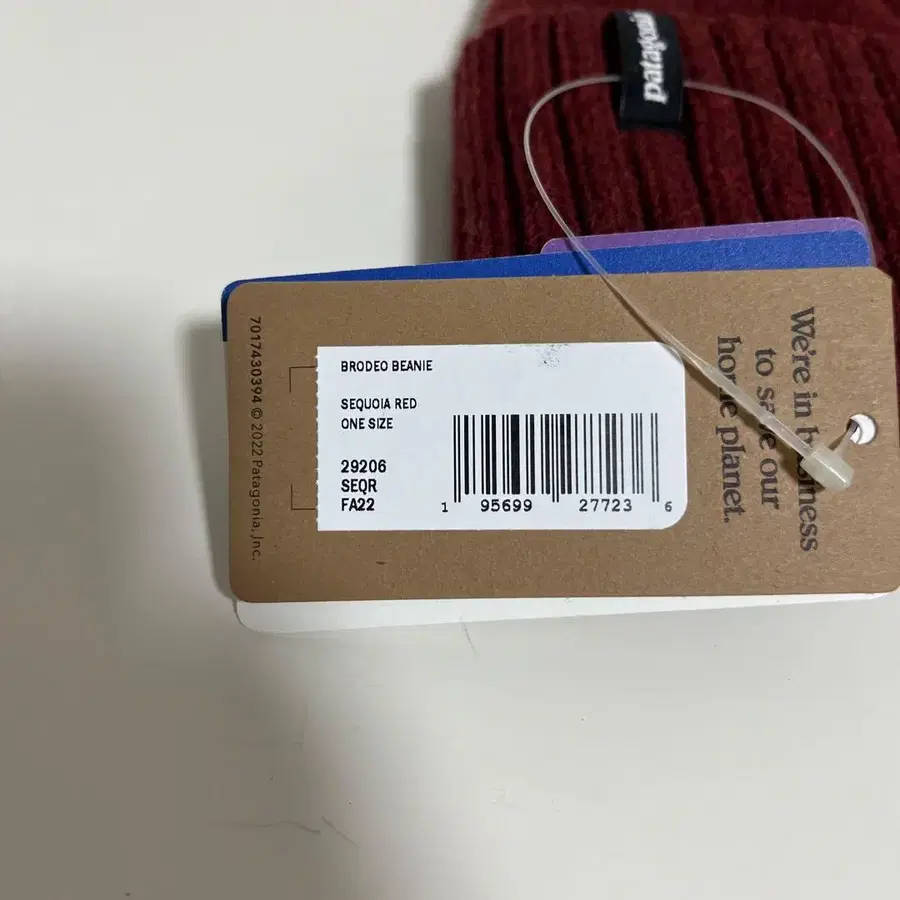 patagonia
BRODEO BEANIE
SEQUOIA RED
ONE SIZE
29206
SEQR
FA22
1 95699 27723 6
7017430394 © 2022 Patagonia, Inc.
We're in business
to save our
home planet.